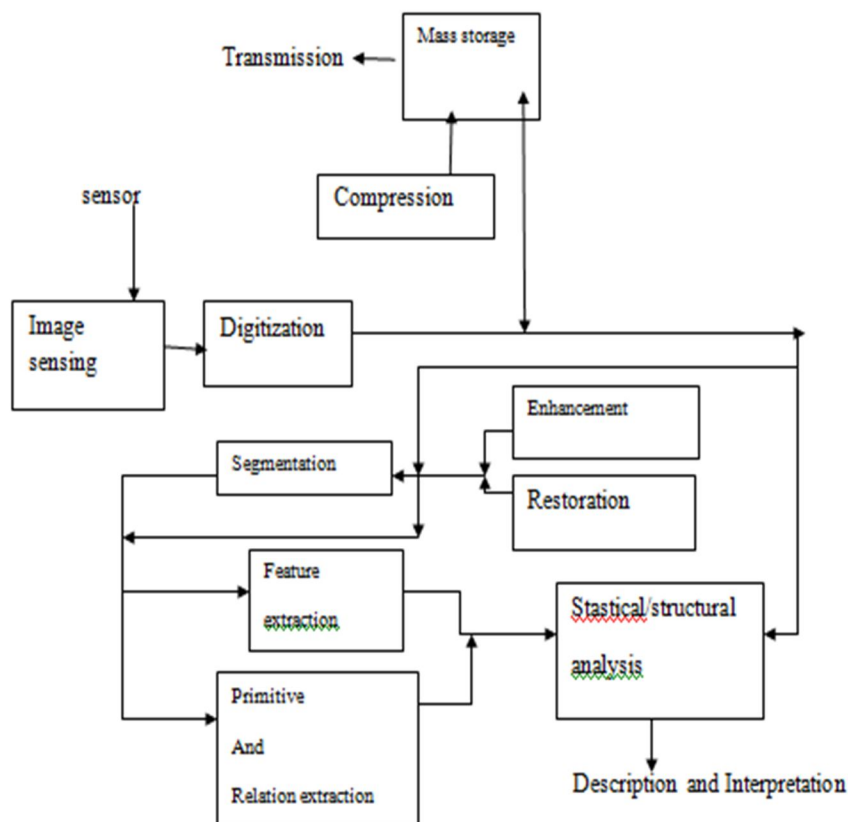 Mass storage
Transmission
Compression
sensor
Image
sensing
Digitization
Enhancement
Segmentation
Restoration
Feature
extraction
Stastical/structural
analysis
Primitive
And
Relation extraction
Description and Interpretation